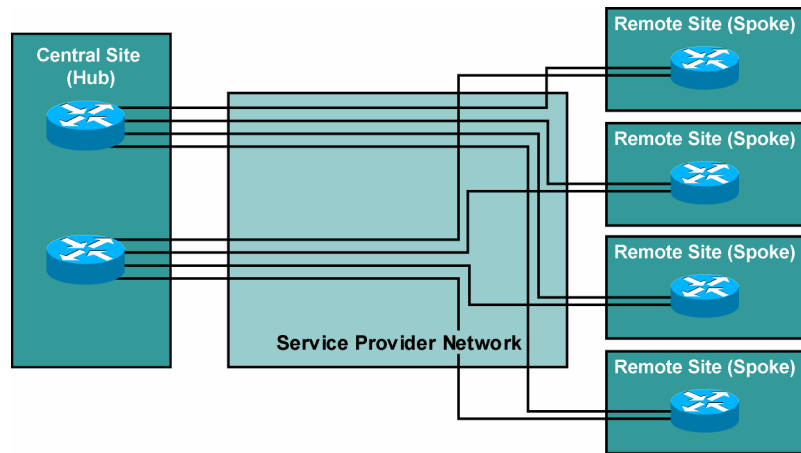 Central Site
(Hub)
Service Provider Network
Remote Site (Spoke)
Remote Site (Spoke)
Remote Site (Spoke)
Remote Site (Spoke)